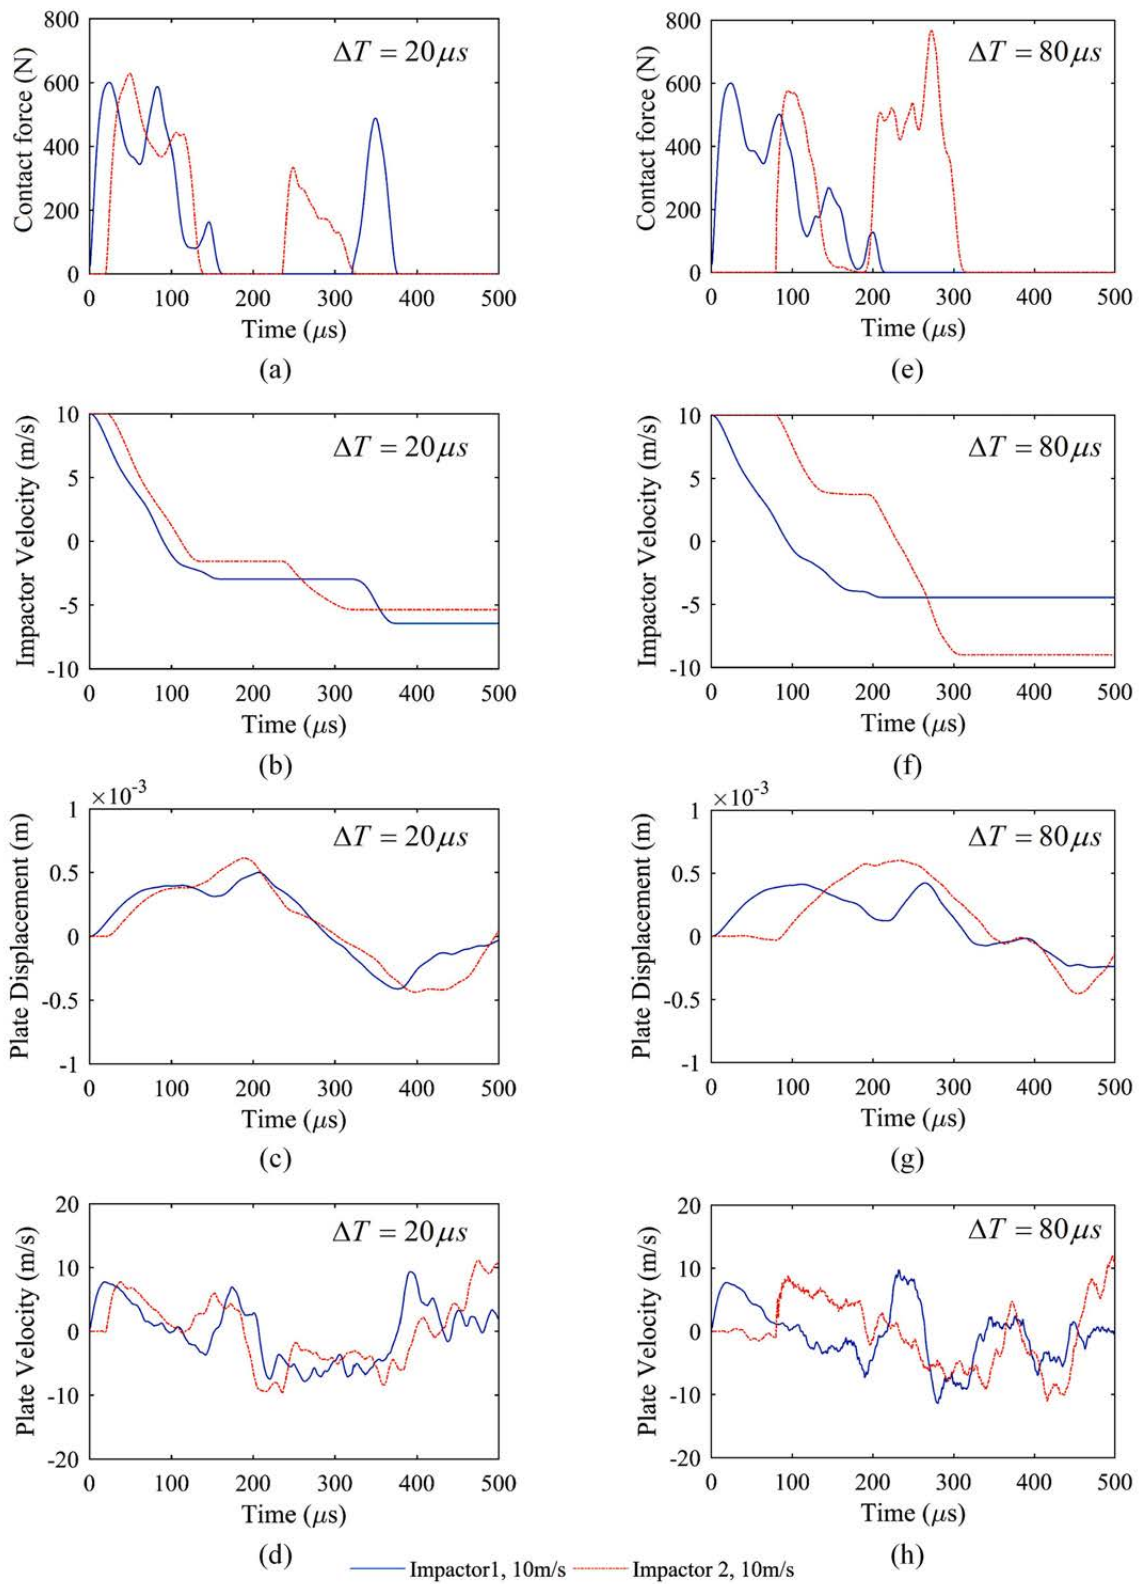 800
600
400
200
0
Contact force (N)
ΔT = 20μs
0 100 200 300 400 500
Time (μs)
(a)
800
600
400
200
0
Contact force (N)
ΔT = 80μs
0 100 200 300 400 500
Time (μs)
(e)
10
5
0
-5
-10
Impactor Velocity (m/s)
ΔT = 20μs
0 100 200 300 400 500
Time (μs)
(b)
10
5
0
-5
-10
Impactor Velocity (m/s)
ΔT = 80μs
0 100 200 300 400 500
Time (μs)
(f)
×10⁻³
1
0.5
0
-0.5
-1
Plate Displacement (m)
ΔT = 20μs
0 100 200 300 400 500
Time (μs)
(c)
×10⁻³
1
0.5
0
-0.5
-1
Plate Displacement (m)
ΔT = 80μs
0 100 200 300 400 500
Time (μs)
(g)
20
10
0
-10
-20
Plate Velocity (m/s)
ΔT = 20μs
0 100 200 300 400 500
Time (μs)
(d)
20
10
0
-10
-20
Plate Velocity (m/s)
ΔT = 80μs
0 100 200 300 400 500
Time (μs)
(h)
Impactor1, 10m/s Impactor 2, 10m/s